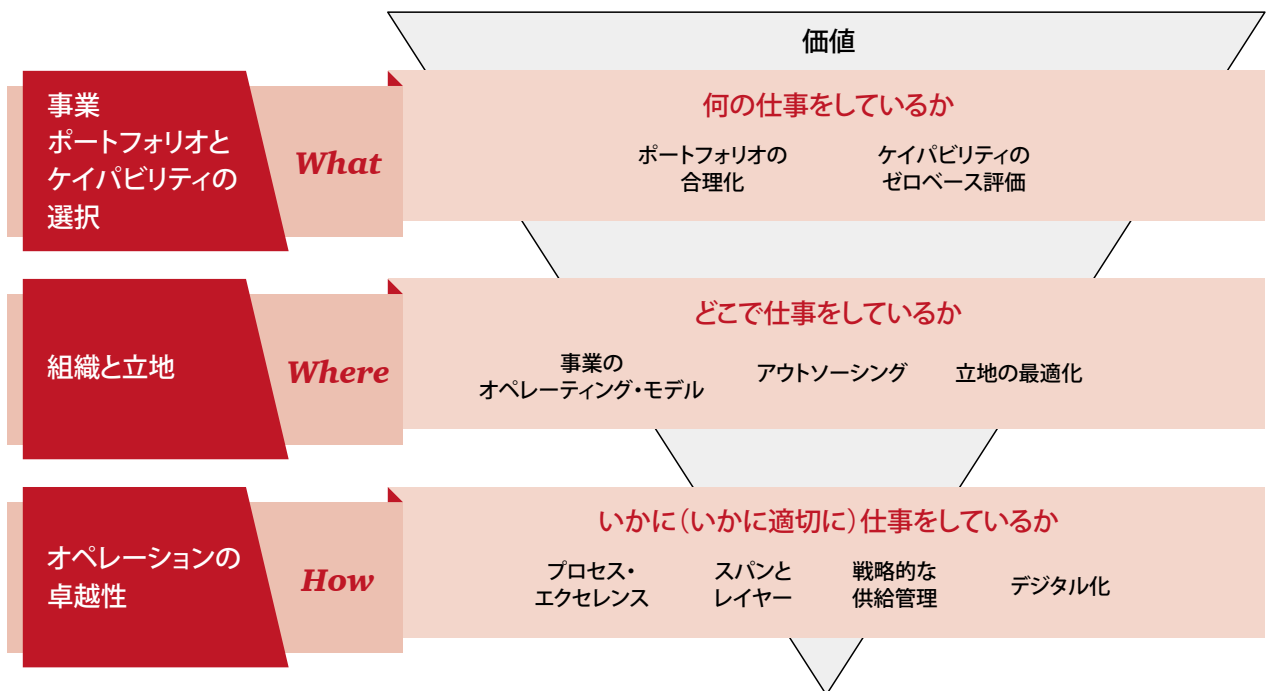 価値
事業
ポートフォリオと
ケイパビリティの
選択
What
何の仕事をしているか
ポートフォリオの
合理化
ケイパビリティの
ゼロベース評価
組織と立地
Where
どこで仕事をしているか
事業の
オペレーティング・モデル
アウトソーシング
立地の最適化
オペレーションの
卓越性
How
いかに（いかに適切に）仕事をしているか
プロセス・
エクセレンス
スパンと
レイヤー
戦略的な
供給管理
デジタル化